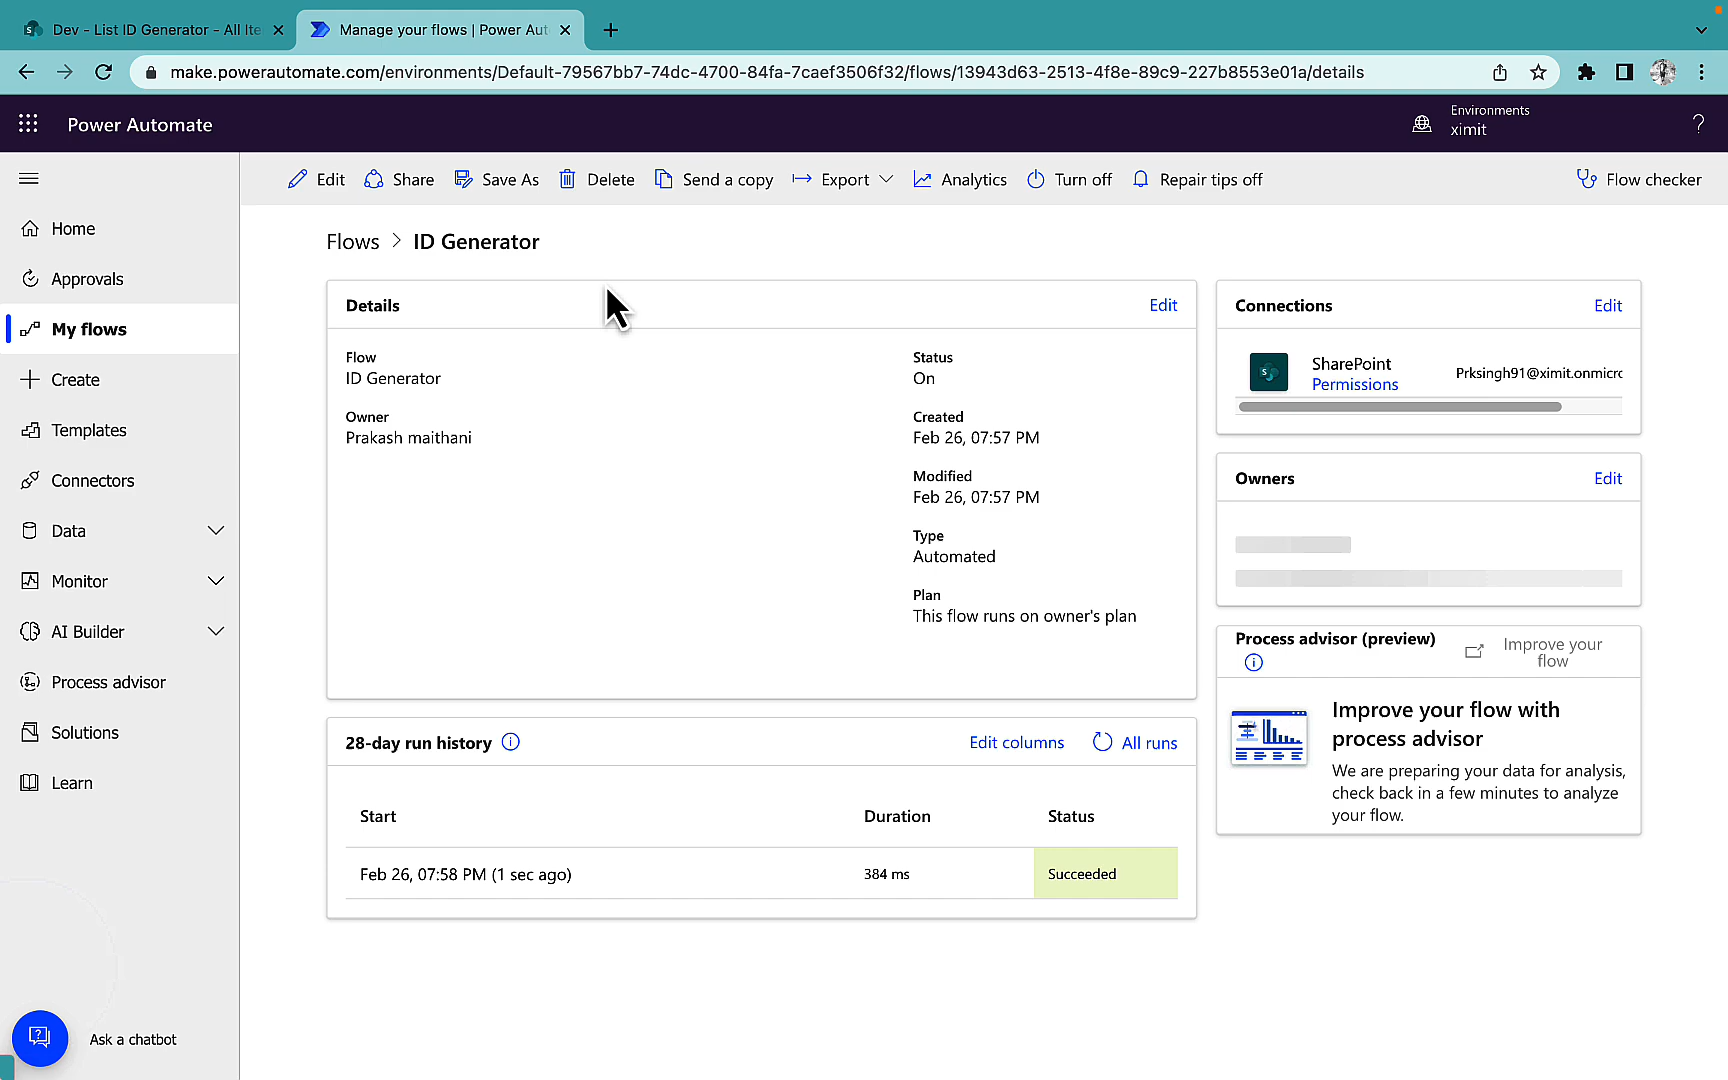 Dev - List ID Generator - All Ite
Manage your flows | Power Aut
make.powerautomate.com/environments/Default-79567bb7-74dc-4700-84fa-7caef3506f32/flows/13943d63-2513-4f8e-89c9-227b8553e01a/details
Power Automate
Environments
ximit
?
Edit
Share
Save As
Delete
Send a copy
Export
Analytics
Turn off
Repair tips off
Flow checker
Home
Approvals
My flows
Create
Templates
Connectors
Data
Monitor
AI Builder
Process advisor
Solutions
Learn
Ask a chatbot
Flows > ID Generator
Details
Edit
Flow
ID Generator
Owner
Prakash maithani
Status
On
Created
Feb 26, 07:57 PM
Modified
Feb 26, 07:57 PM
Type
Automated
Plan
This flow runs on owner's plan
28-day run history
Edit columns
All runs
Start Duration Status
Feb 26, 07:58 PM (1 sec ago) 384 ms Succeeded
Connections
Edit
SharePoint
Permissions
Prksingh91@ximit.onmicro
Owners
Edit
Process advisor (preview)
Improve your
flow
Improve your flow with
process advisor
We are preparing your data for analysis,
check back in a few minutes to analyze
your flow.